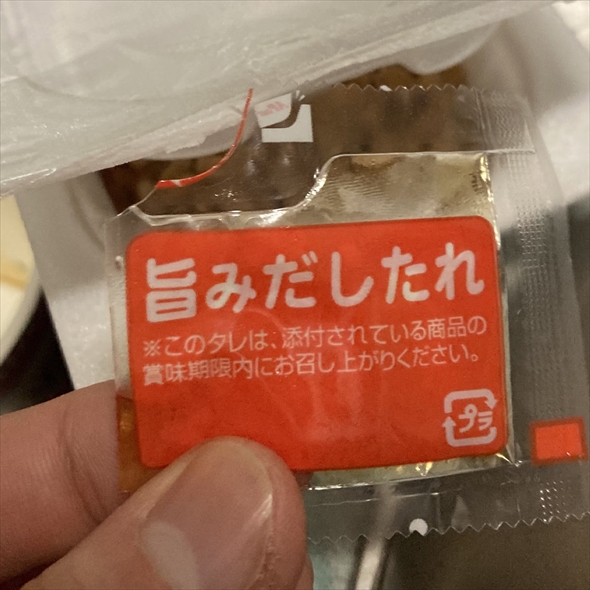 旨みだしたれ
※このタレは、添付されている商品の
賞味期限内にお召し上がりください。
プラ